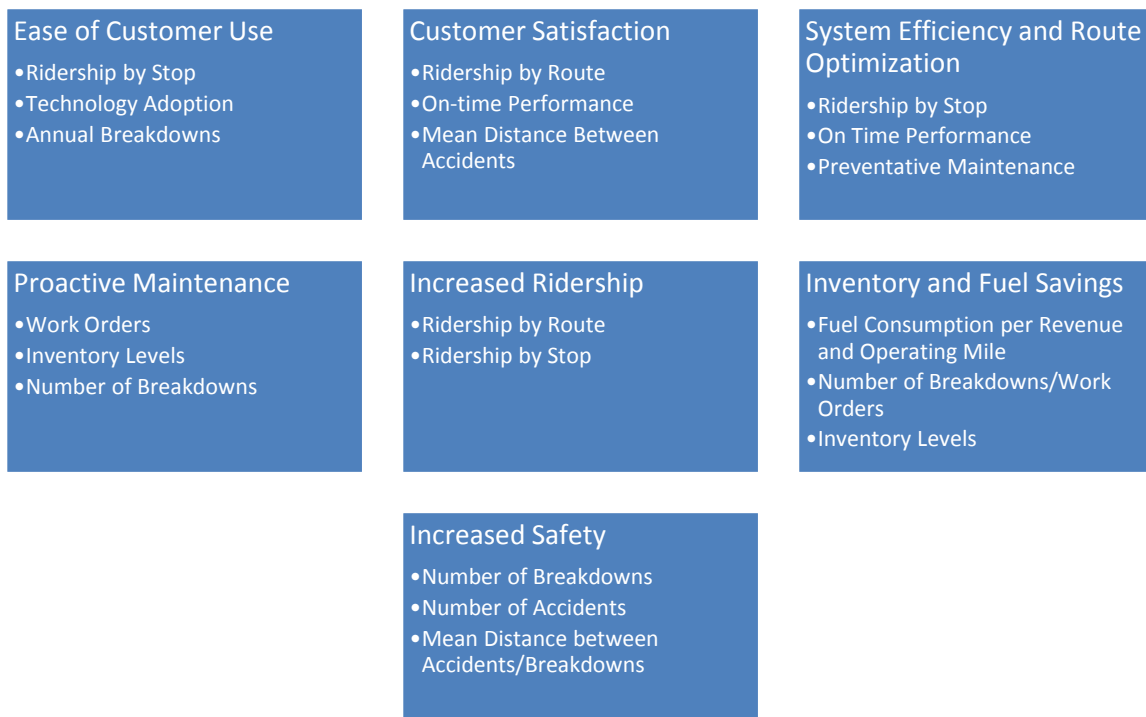 Ease of Customer Use
•Ridership by Stop
•Technology Adoption
•Annual Breakdowns
Customer Satisfaction
•Ridership by Route
•On-time Performance
•Mean Distance Between
Accidents
System Efficiency and Route
Optimization
•Ridership by Stop
•On Time Performance
•Preventative Maintenance
Proactive Maintenance
•Work Orders
•Inventory Levels
•Number of Breakdowns
Increased Ridership
•Ridership by Route
•Ridership by Stop
Inventory and Fuel Savings
•Fuel Consumption per Revenue
and Operating Mile
•Number of Breakdowns/Work
Orders
•Inventory Levels
Increased Safety
•Number of Breakdowns
•Number of Accidents
•Mean Distance between
Accidents/Breakdowns